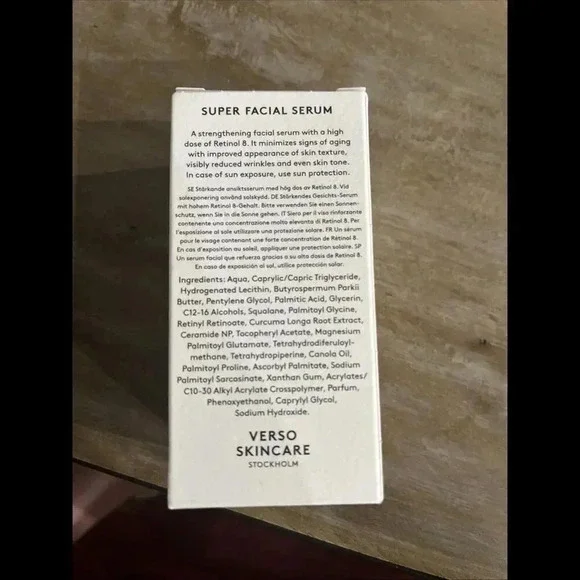 SUPER FACIAL SERUM
A strengthening facial serum with a high
dose of Retinol 8. It minimizes signs of aging
with improved appearance of skin texture,
visibly reduced wrinkles and even skin tone.
In case of sun exposure, use sun protection.
SE Stärkande ansiktsserum med hög dos av Retinol 8. Vid
solexponering använd solskydd. DE Stärkendes Gesichts-Serum
mit hohem Retinol 8-Gehalt. Bitte verwenden Sie einen Sonnen-
schutz, wenn Sie in die Sonne gehen. IT Siero per il viso rinforzante
contenente una concentrazione molto elevata di Retinol 8. Per
l'esposizione al sole utilizzare una protezione solare. FR Un sérum
pour le visage contenant une forte concentration de Rétinol 8.
En cas d'exposition au soleil, appliquer une protection solaire. SP
Un serum facial que refuerza gracias a su alta dosis de Retinol 8.
En caso de exposición al sol, utilice protección solar.
Ingredients: Aqua, Caprylic/Capric Triglyceride,
Hydrogenated Lecithin, Butyrospermum Parkii
Butter, Pentylene Glycol, Palmitic Acid, Glycerin,
C12-16 Alcohols, Squalane, Palmitoyl Glycine,
Retinyl Retinoate, Curcuma Longa Root Extract,
Ceramide NP, Tocopheryl Acetate, Magnesium
Palmitoyl Glutamate, Tetrahydrodiferuloyl-
methane, Tetrahydropiperine, Canola Oil,
Palmitoyl Proline, Ascorbyl Palmitate, Sodium
Palmitoyl Sarcosinate, Xanthan Gum, Acrylates/
C10-30 Alkyl Acrylate Crosspolymer, Parfum,
Phenoxyethanol, Caprylyl Glycol,
Sodium Hydroxide.
VERSO
SKINCARE
STOCKHOLM